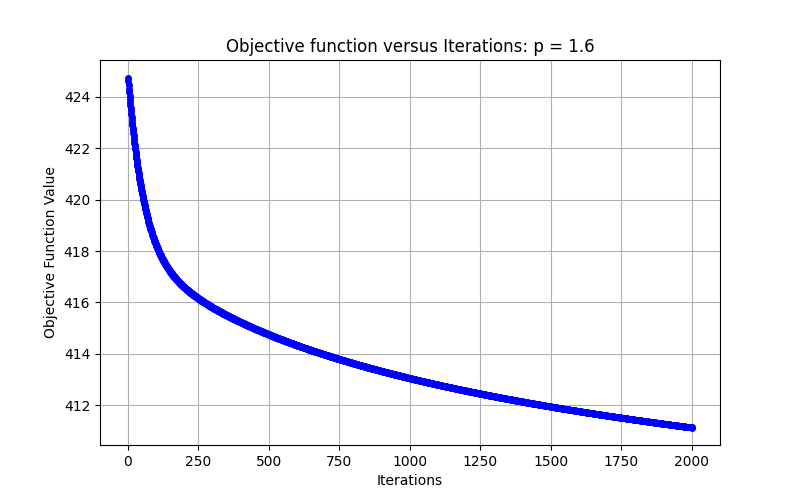 Objective function versus Iterations: p = 1.6
424
422
420
418
416
414
412
Objective Function Value
0 250 500 750 1000 1250 1500 1750 2000
Iterations